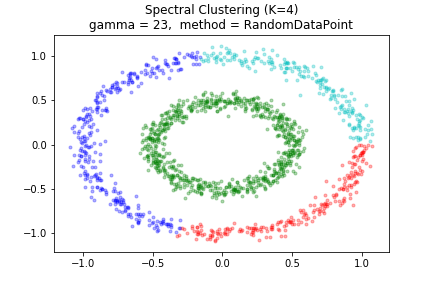 Spectral Clustering (K=4)
gamma = 23,  method = RandomDataPoint
1.0
0.5
0.0
−0.5
−1.0
−1.0 −0.5 0.0 0.5 1.0